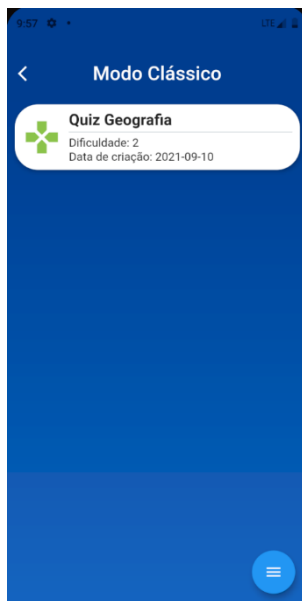 9:57
LTE
Modo Clássico
Quiz Geografia
Dificuldade: 2
Data de criação: 2021-09-10